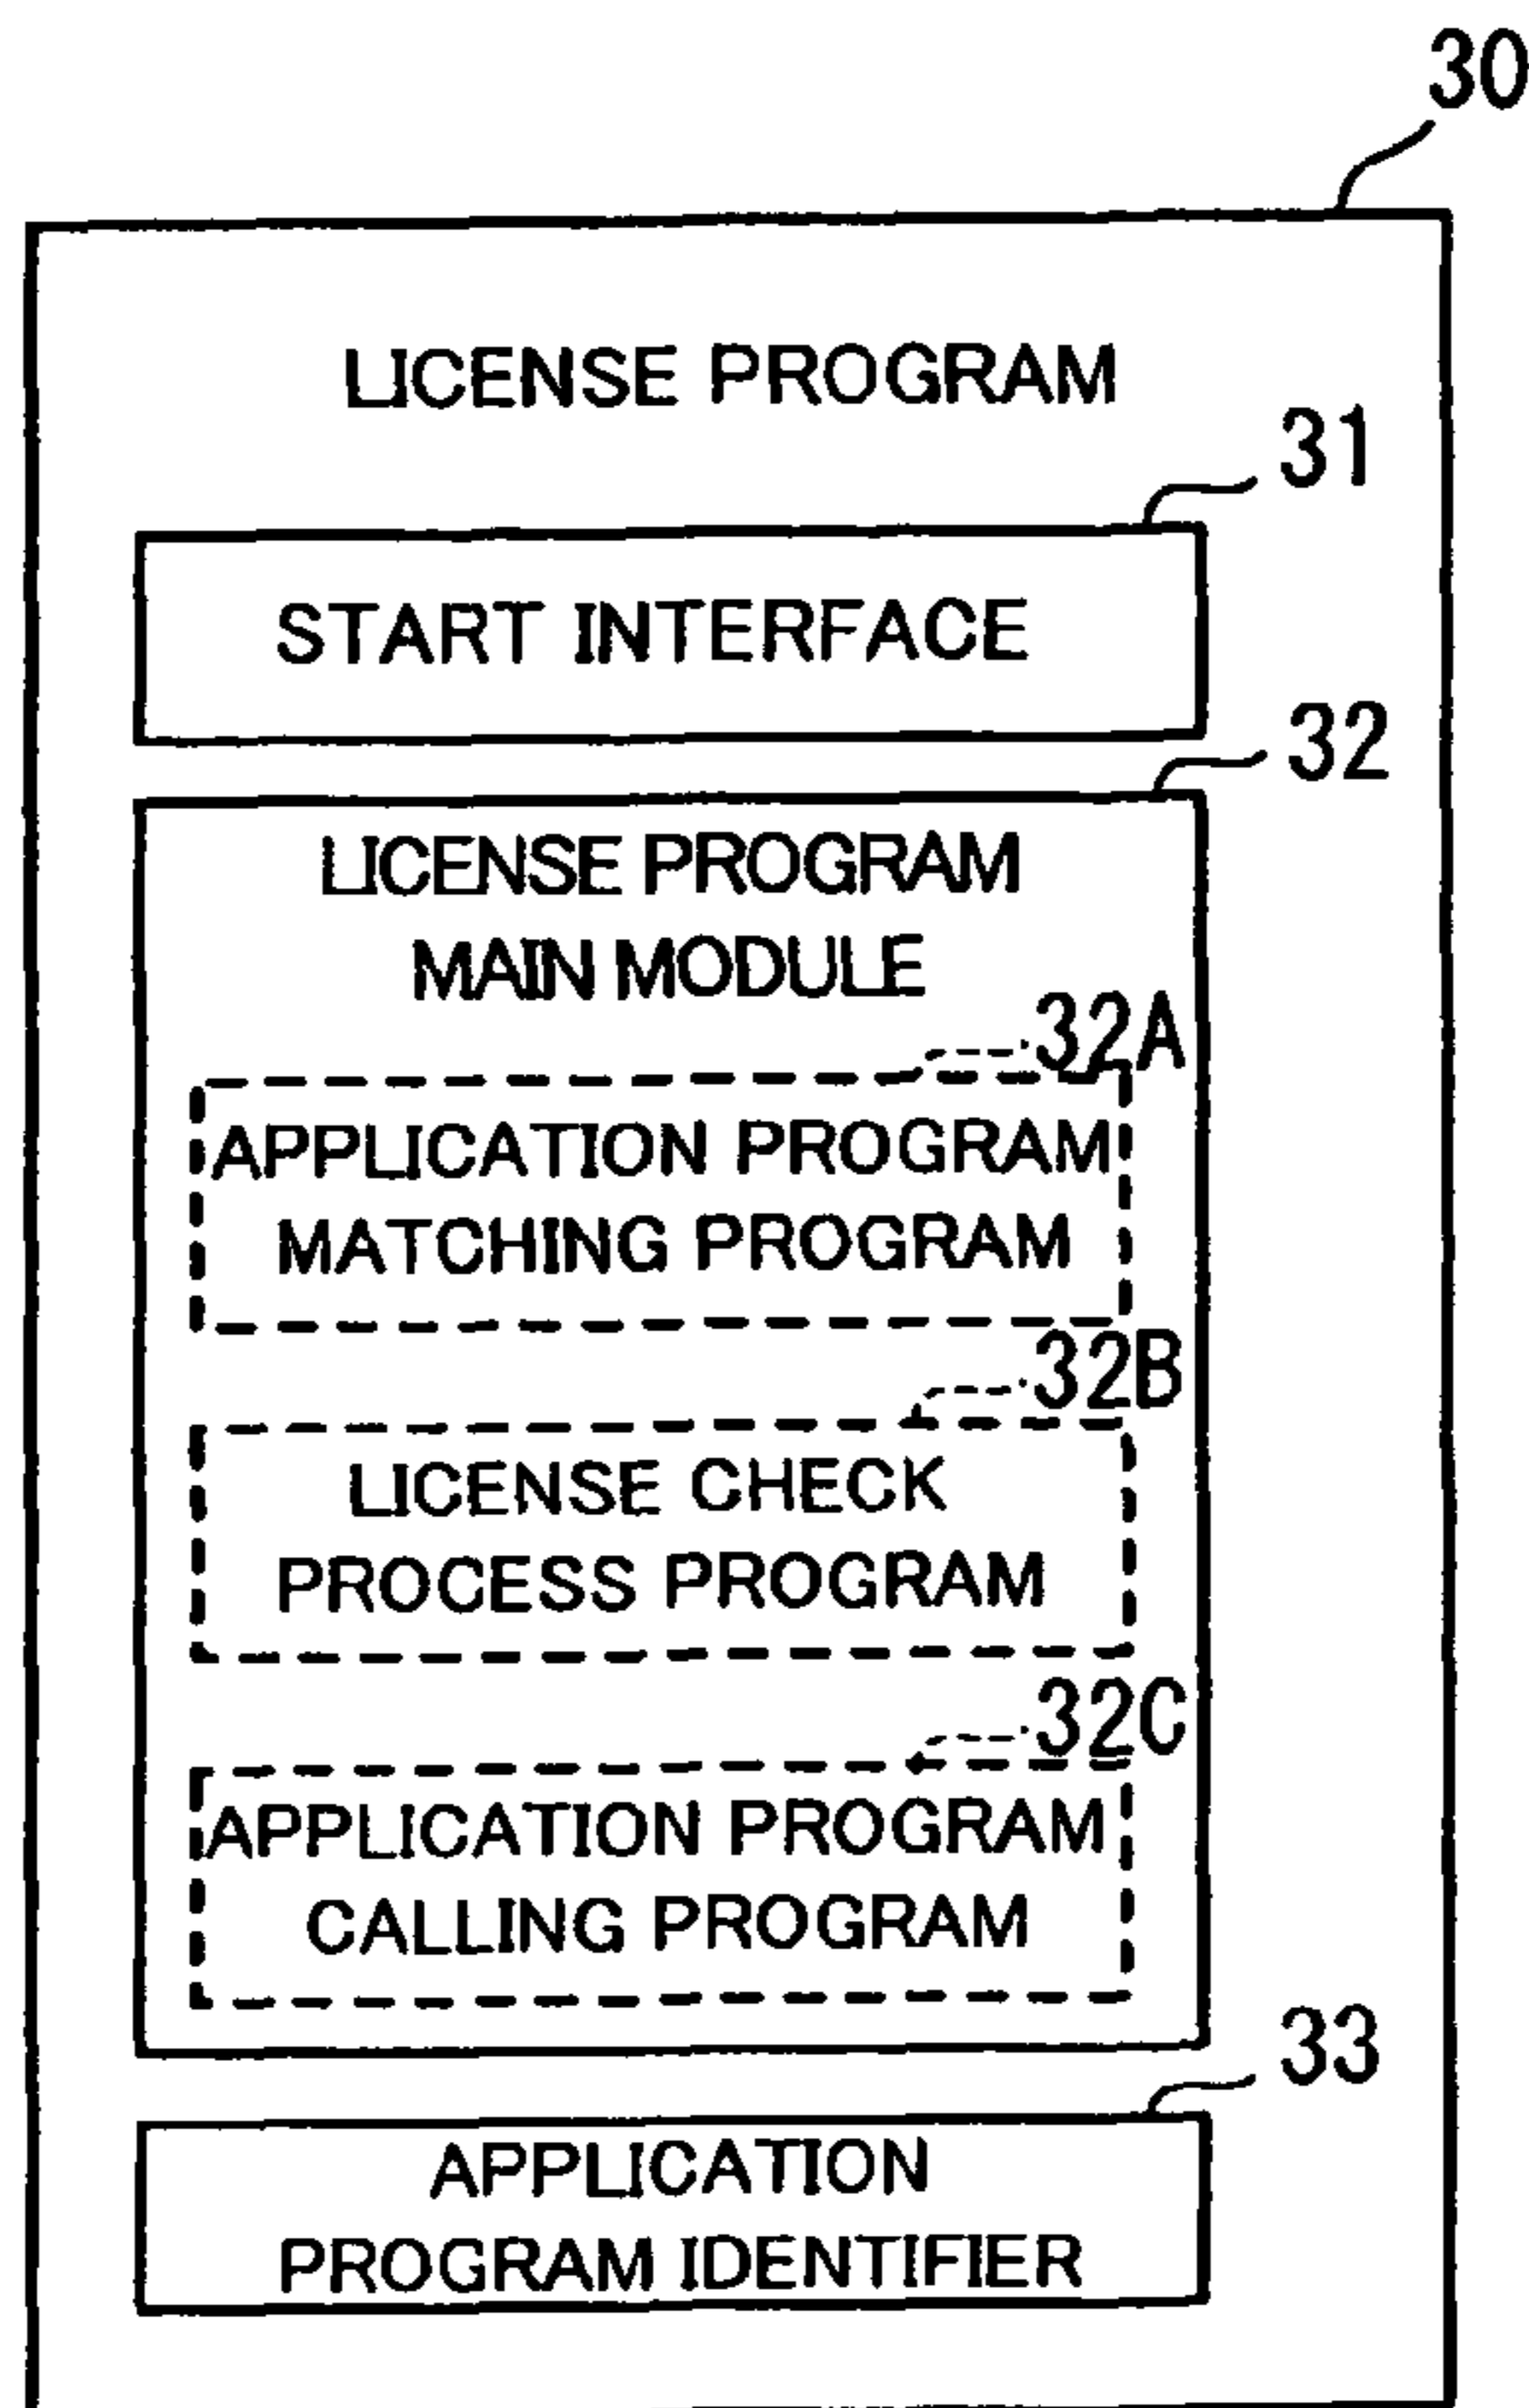 30
LICENSE PROGRAM
31
START INTERFACE
32
LICENSE PROGRAM
MAIN MODULE
32A
APPLICATION PROGRAM
MATCHING PROGRAM
32B
LICENSE CHECK
PROCESS PROGRAM
32C
APPLICATION PROGRAM
CALLING PROGRAM
33
APPLICATION
PROGRAM IDENTIFIER